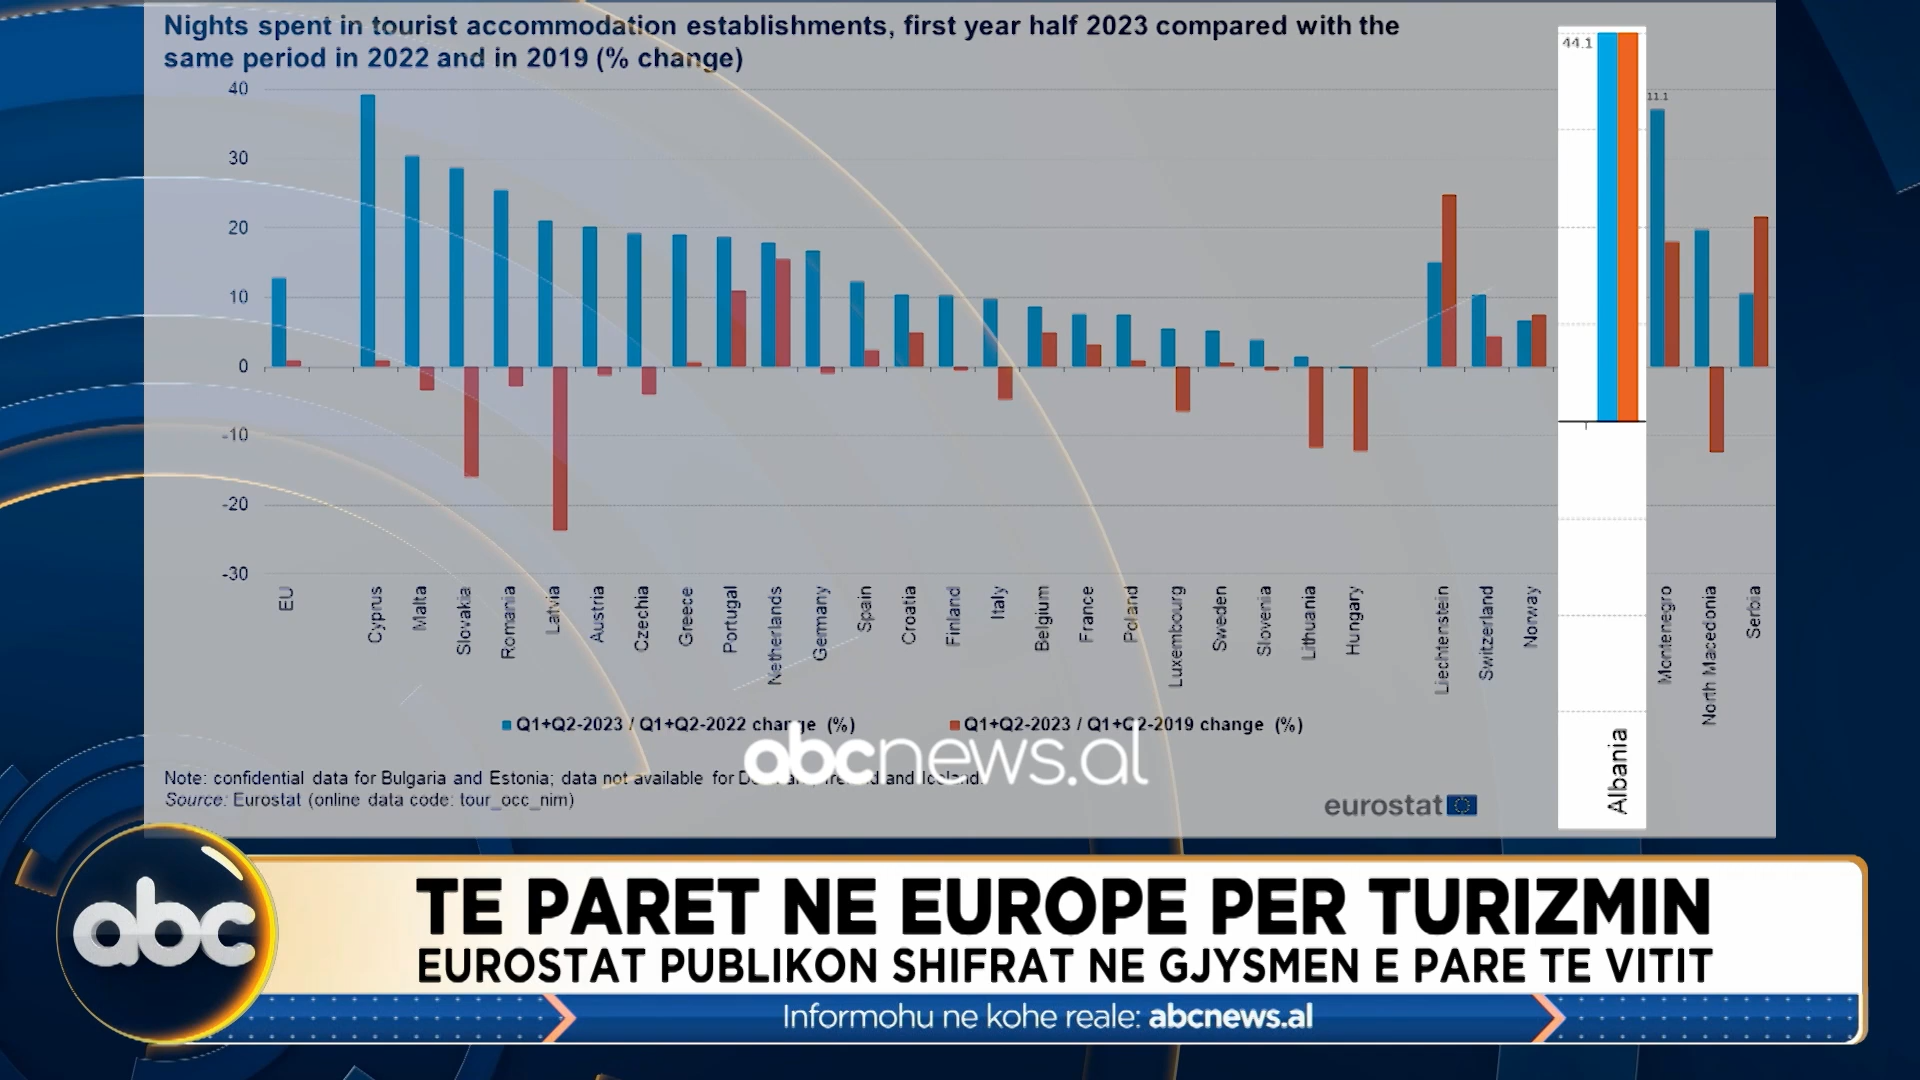 Nights spent in tourist accommodation establishments, first year half 2023 compared with the
same period in 2022 and in 2019 (% change)
44.1
11.1
40
30
20
10
0
-10
-20
-30
EU
Cyprus
Malta
Slovakia
Romania
Latvia
Austria
Czechia
Greece
Portugal
Netherlands
Germany
Spain
Croatia
Finland
Italy
Belgium
France
Poland
Luxembourg
Sweden
Slovenia
Lithuania
Hungary
Liechtenstein
Switzerland
Norway
Albania
Montenegro
North Macedonia
Serbia
Q1+Q2-2023 / Q1+Q2-2022 change (%)
Q1+Q2-2023 / Q1+Q2-2019 change (%)
abcnews.al
Note: confidential data for Bulgaria and Estonia; data not available for and Iceland.
Source: Eurostat (online data code: tour_occ_nim)
eurostat
abc
TE PARET NE EUROPE PER TURIZMIN
EUROSTAT PUBLIKON SHIFRAT NE GJYSMEN E PARE TE VITIT
Informohu ne kohe reale: abcnews.al